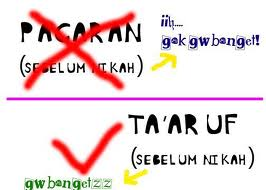 PACARAN
(SEBELUM NIKAH)
iih....
gak gw banget!
TA'ARUF
(SEBELUM NIKAH)
gw bangetzz